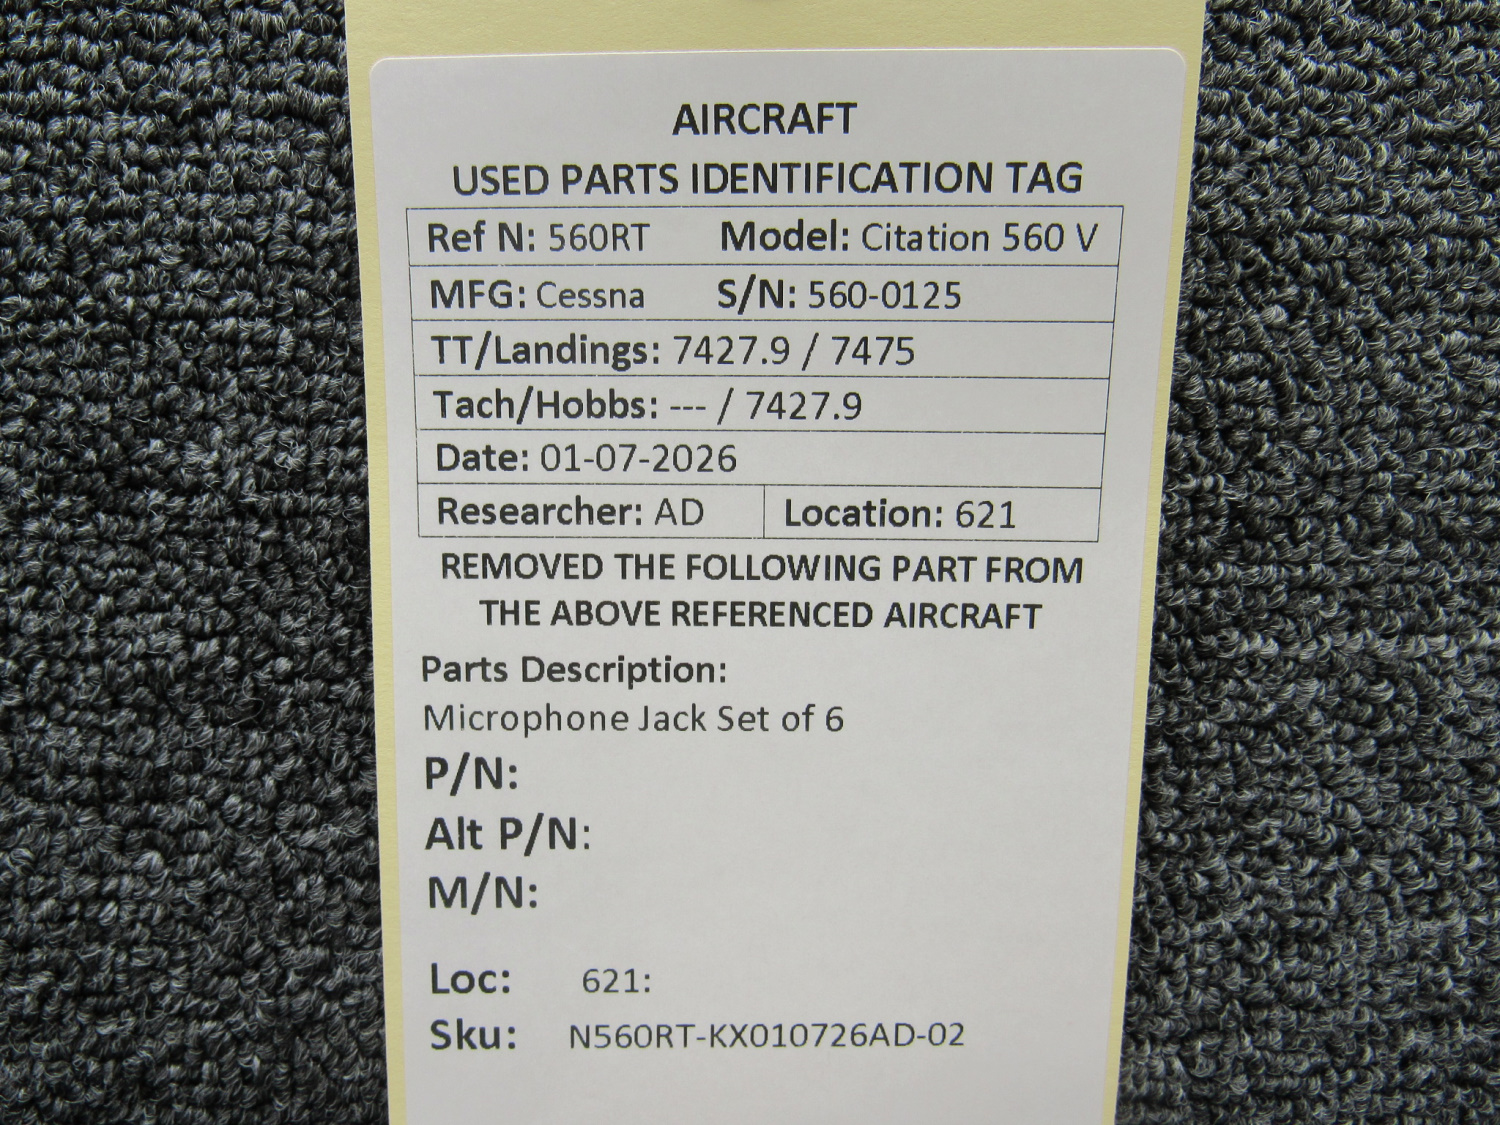 AIRCRAFT
USED PARTS IDENTIFICATION TAG
Ref N: 560RT Model: Citation 560 V
MFG: Cessna S/N: 560-0125
TT/Landings: 7427.9 / 7475
Tach/Hobbs: --- / 7427.9
Date: 01-07-2026
Researcher: AD Location: 621
REMOVED THE FOLLOWING PART FROM
THE ABOVE REFERENCED AIRCRAFT
Parts Description:
Microphone Jack Set of 6
P/N:
Alt P/N:
M/N:
Loc: 621:
Sku: N560RT-KX010726AD-02